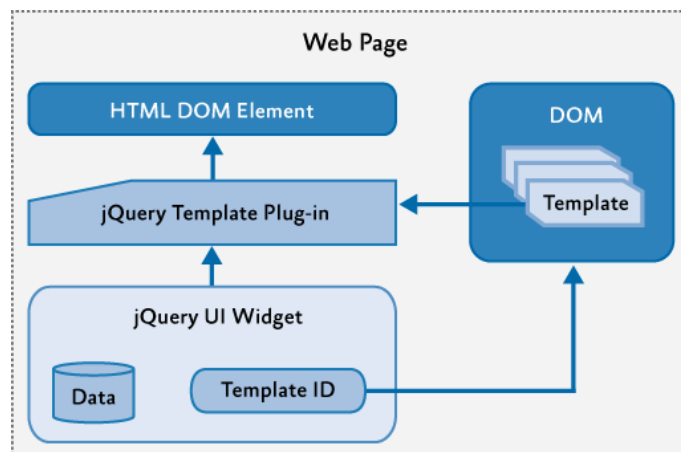 Web Page
HTML DOM Element
DOM
jQuery Template Plug-in
Template
jQuery UI Widget
Data
Template ID